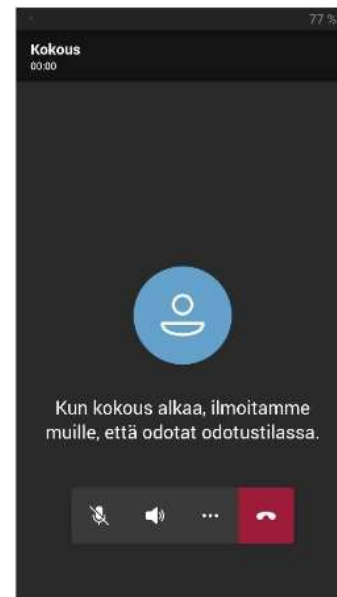 77 %
Kokous
00:00
Kun kokous alkaa, ilmoitamme
muille, että odotat odotustilassa.